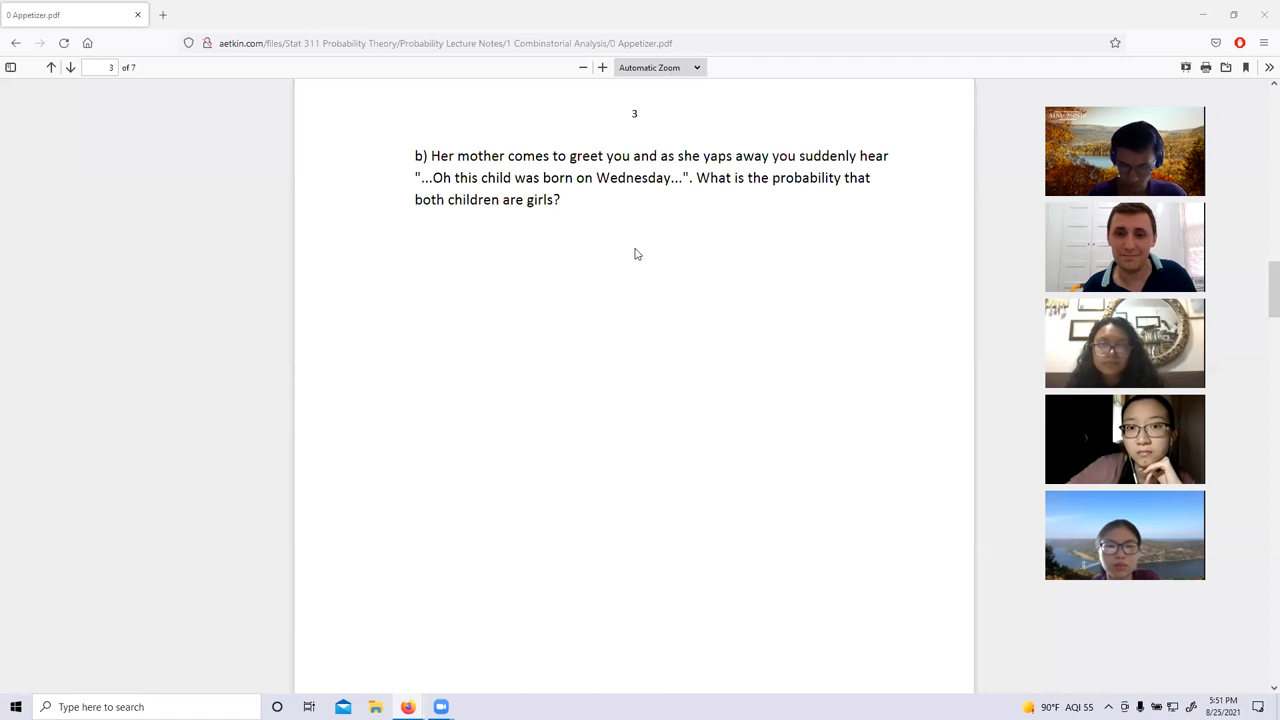 0 Appetizer.pdf
aetkin.com/files/Stat 311 Probability Theory/Probability Lecture Notes/1 Combinatorial Analysis/0 Appetizer.pdf
3 of 7
Automatic Zoom
3
b) Her mother comes to greet you and as she yaps away you suddenly hear
"...Oh this child was born on Wednesday...". What is the probability that
both children are girls?
Type here to search
90°F AQI 55
5:51 PM
8/25/2021